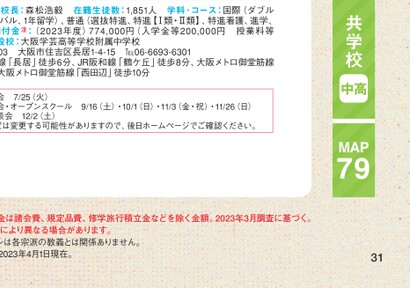 校長:森松浩毅 在籍生徒数:1,851人 学科・コース:国際(ダブル
バル、1年留学)、普通(選抜特進、特進【Ⅰ類・Ⅱ類】、特進看護、進学、
付金注:(2023年度)774,000円(入学金等200,000円 授業料等
設校:大阪学芸高等学校附属中学校
03 大阪市住吉区長居1-4-15 ℡06-6693-6301
線「長居」徒歩6分、JR阪和線「鶴ケ丘」徒歩8分、大阪メトロ御堂筋線
大阪メトロ御堂筋線「西田辺」徒歩10分
会 7/25(火)
会・オープンスクール 9/16(土)・10/1(日)・11/3(金・祝)・11/26(日)
談会 12/2(土)
どは変更する可能性がありますので、後日ホームページでご確認ください。
共学校
中高
MAP
79
金は諸会費、規定品費、修学旅行積立金などを除く金額。2023年3月調査に基づく。
により異なる場合があります。
ンは各宗派の教義とは関係ありません。
2023年4月1日現在。
31